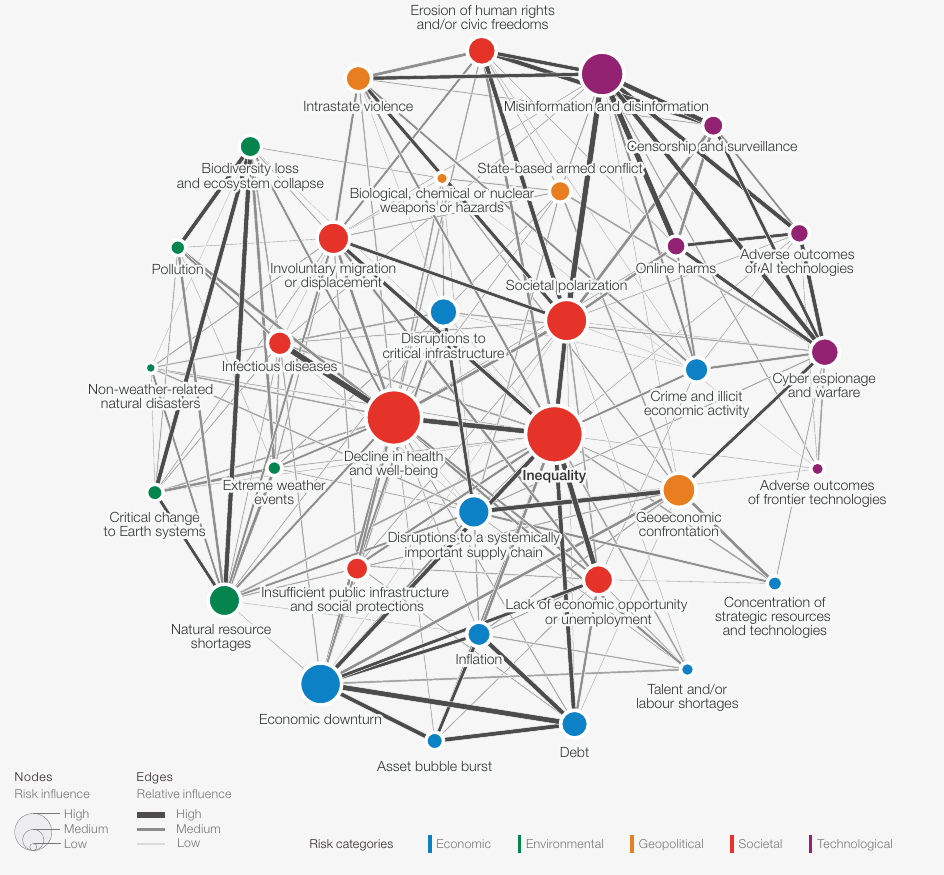 Erosion of human rights
and/or civic freedoms
Intrastate violence
Misinformation and disinformation
Censorship and surveillance
Biodiversity loss
and ecosystem collapse
State-based armed conflict
Biological, chemical or nuclear
weapons or hazards
Pollution
Involuntary migration
or displacement
Online harms
Adverse outcomes
of AI technologies
Societal polarization
Disruptions to
critical infrastructure
Infectious diseases
Non-weather-related
natural disasters
Crime and illicit
economic activity
Cyber espionage
and warfare
Decline in health
and well-being
Inequality
Extreme weather
events
Adverse outcomes
of frontier technologies
Critical change
to Earth systems
Geoeconomic
confrontation
Disruptions to a systemically
important supply chain
Insufficient public infrastructure
and social protections
Lack of economic opportunity
or unemployment
Concentration of
strategic resources
and technologies
Natural resource
shortages
Inflation
Talent and/or
labour shortages
Economic downturn
Debt
Asset bubble burst
Nodes
Risk influence
High
Medium
Low
Edges
Relative influence
High
Medium
Low
Risk categories
Economic
Environmental
Geopolitical
Societal
Technological